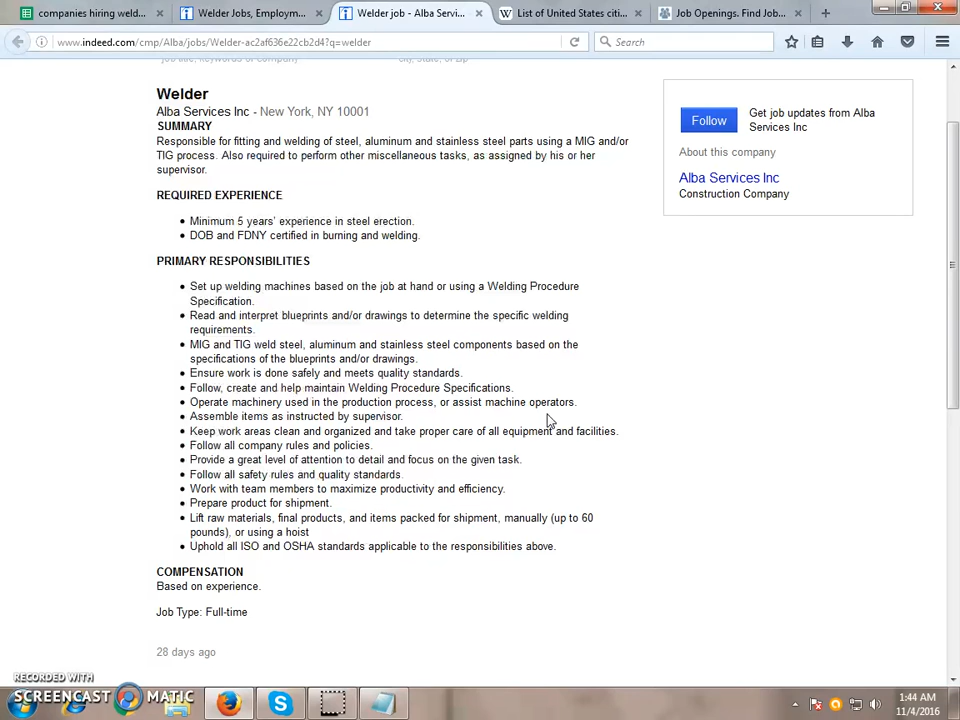 companies hiring weld...
Welder Jobs, Employm...
Welder job - Alba Servi...
List of United States citi...
Job Openings. Find Job...
www.indeed.com/cmp/Alba/jobs/Welder-ac2af636e22cb2d4?q=welder
Search
job title, keywords or company
city, state, or zip
Welder
Alba Services Inc - New York, NY 10001
SUMMARY
Responsible for fitting and welding of steel, aluminum and stainless steel parts using a MIG and/or
TIG process. Also required to perform other miscellaneous tasks, as assigned by his or her
supervisor.
REQUIRED EXPERIENCE
Minimum 5 years' experience in steel erection.
DOB and FDNY certified in burning and welding.
PRIMARY RESPONSIBILITIES
Set up welding machines based on the job at hand or using a Welding Procedure
Specification.
Read and interpret blueprints and/or drawings to determine the specific welding
requirements.
MIG and TIG weld steel, aluminum and stainless steel components based on the
specifications of the blueprints and/or drawings.
Ensure work is done safely and meets quality standards.
Follow, create and help maintain Welding Procedure Specifications.
Operate machinery used in the production process, or assist machine operators.
Assemble items as instructed by supervisor.
Keep work areas clean and organized and take proper care of all equipment and facilities.
Follow all company rules and policies.
Provide a great level of attention to detail and focus on the given task.
Follow all safety rules and quality standards.
Work with team members to maximize productivity and efficiency.
Prepare product for shipment.
Lift raw materials, final products, and items packed for shipment, manually (up to 60
pounds), or using a hoist
Uphold all ISO and OSHA standards applicable to the responsibilities above.
COMPENSATION
Based on experience.
Job Type: Full-time
28 days ago
Follow
Get job updates from Alba
Services Inc
About this company
Alba Services Inc
Construction Company
RECORDED WITH
SCREENCAST MATIC
1:44 AM
11/4/2016